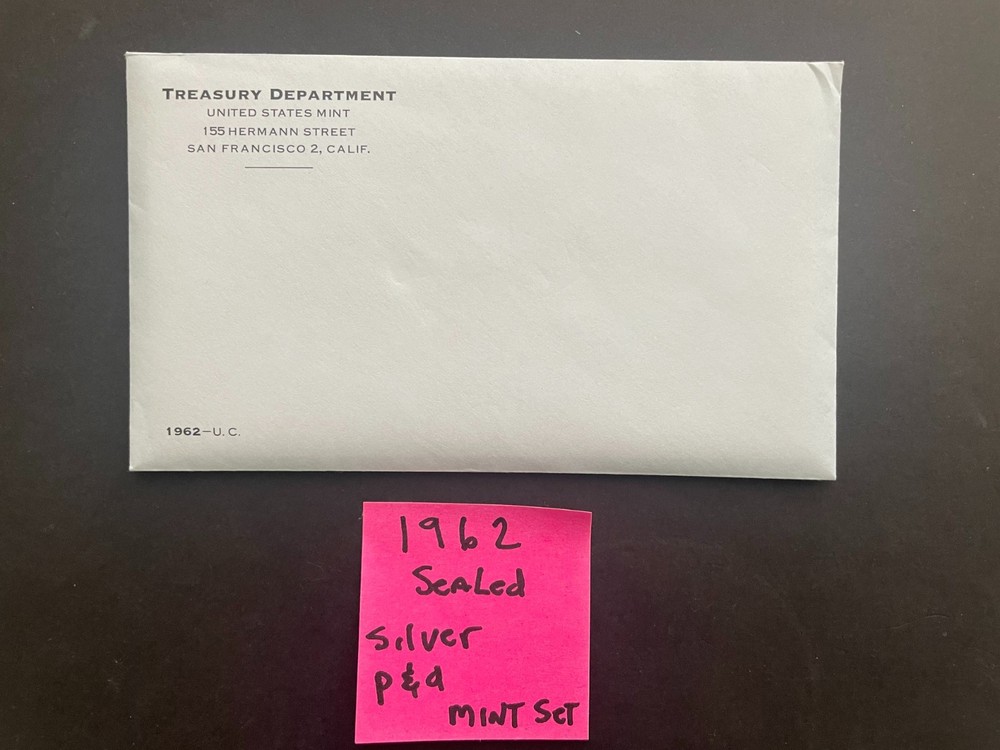 TREASURY DEPARTMENT
UNITED STATES MINT
155 HERMANN STREET
SAN FRANCISCO 2, CALIF.
1962—U. C.
1962
SeALed
silver
p&d
MINT SeT